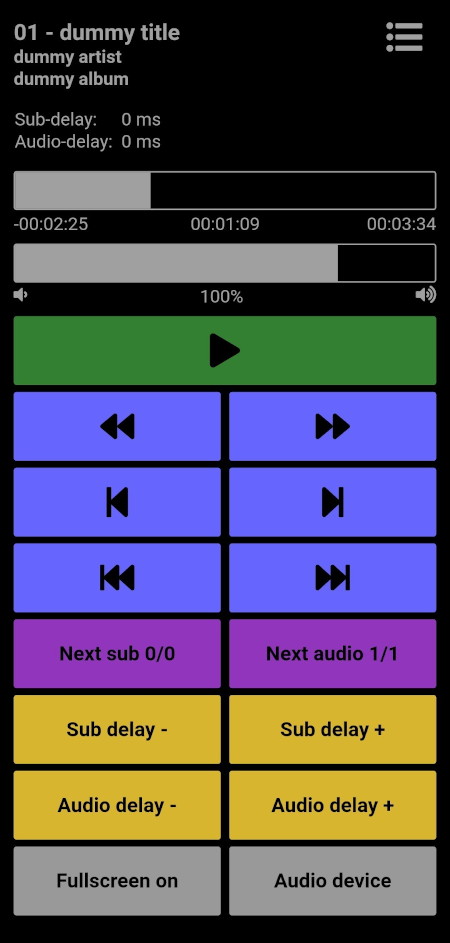 01 - dummy title
dummy artist
dummy album
Sub-delay: 0 ms
Audio-delay: 0 ms
-00:02:25 00:01:09 00:03:34
100%
Next sub 0/0 Next audio 1/1
Sub delay - Sub delay +
Audio delay - Audio delay +
Fullscreen on Audio device